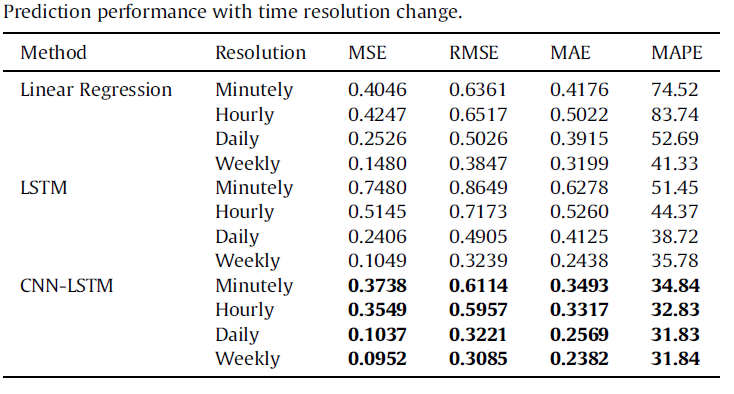 Prediction performance with time resolution change.
Method Resolution MSE RMSE MAE MAPE
Linear Regression Minutely 0.4046 0.6361 0.4176 74.52
Hourly 0.4247 0.6517 0.5022 83.74
Daily 0.2526 0.5026 0.3915 52.69
Weekly 0.1480 0.3847 0.3199 41.33
LSTM Minutely 0.7480 0.8649 0.6278 51.45
Hourly 0.5145 0.7173 0.5260 44.37
Daily 0.2406 0.4905 0.4125 38.72
Weekly 0.1049 0.3239 0.2438 35.78
CNN-LSTM Minutely 0.3738 0.6114 0.3493 34.84
Hourly 0.3549 0.5957 0.3317 32.83
Daily 0.1037 0.3221 0.2569 31.83
Weekly 0.0952 0.3085 0.2382 31.84